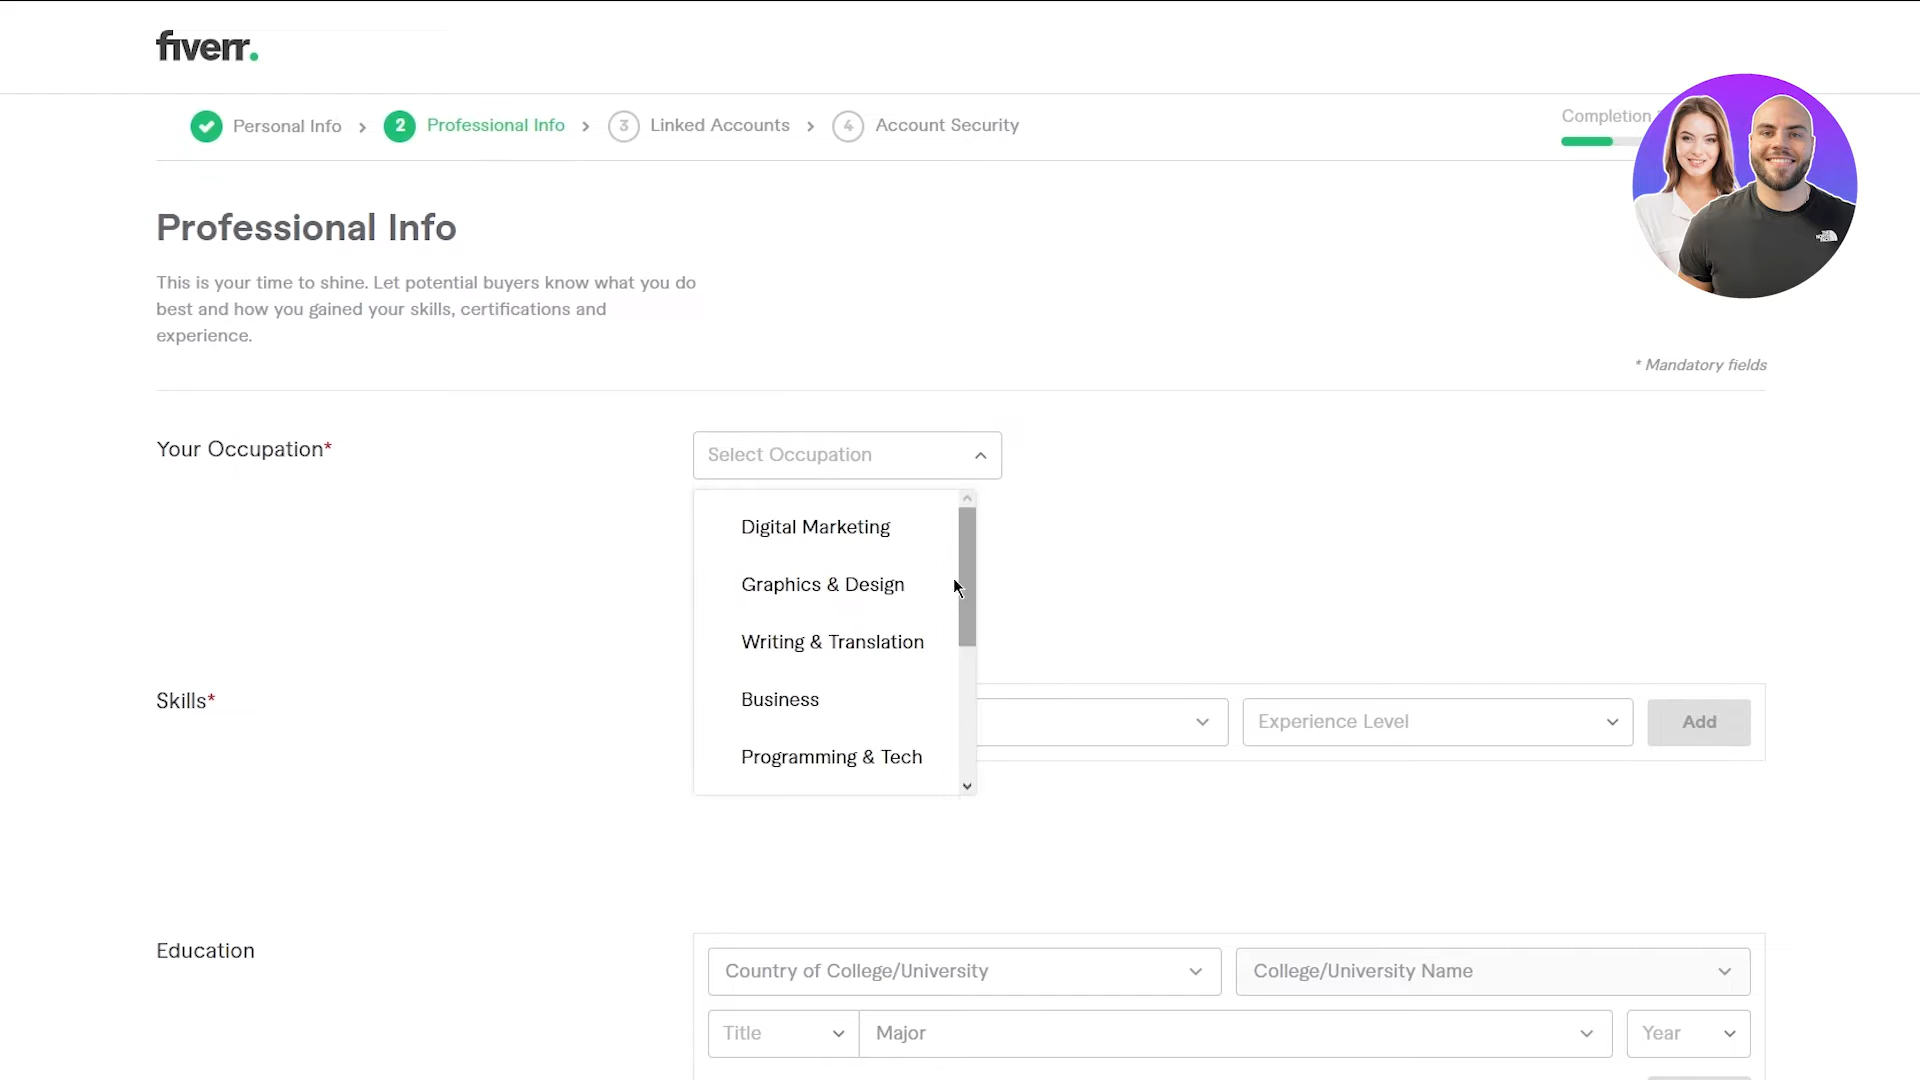 fiverr.
Personal Info > 2 Professional Info > 3 Linked Accounts > 4 Account Security
Completion
Professional Info
This is your time to shine. Let potential buyers know what you do
best and how you gained your skills, certifications and
experience.
* Mandatory fields
Your Occupation*
Select Occupation
Digital Marketing
Graphics & Design
Writing & Translation
Business
Programming & Tech
Skills*
Experience Level
Add
Education
Country of College/University
College/University Name
Title
Major
Year